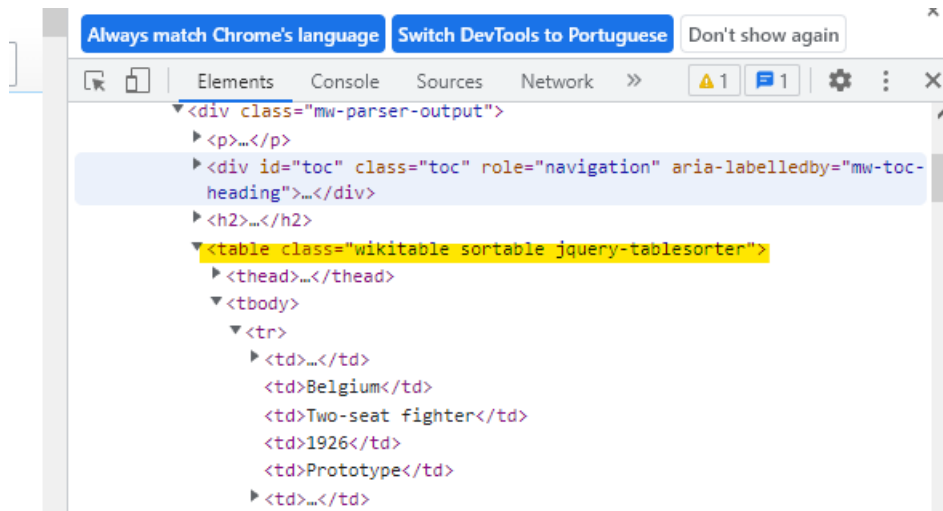 Always match Chrome's language Switch DevTools to Portuguese Don't show again
Elements Console Sources Network » 1 1
<div class="mw-parser-output">
<p>…</p>
<div id="toc" class="toc" role="navigation" aria-labelledby="mw-toc-
heading">…</div>
<h2>…</h2>
<table class="wikitable sortable jquery-tablesorter">
<thead>…</thead>
<tbody>
<tr>
<td>…</td>
<td>Belgium</td>
<td>Two-seat fighter</td>
<td>1926</td>
<td>Prototype</td>
<td>…</td>